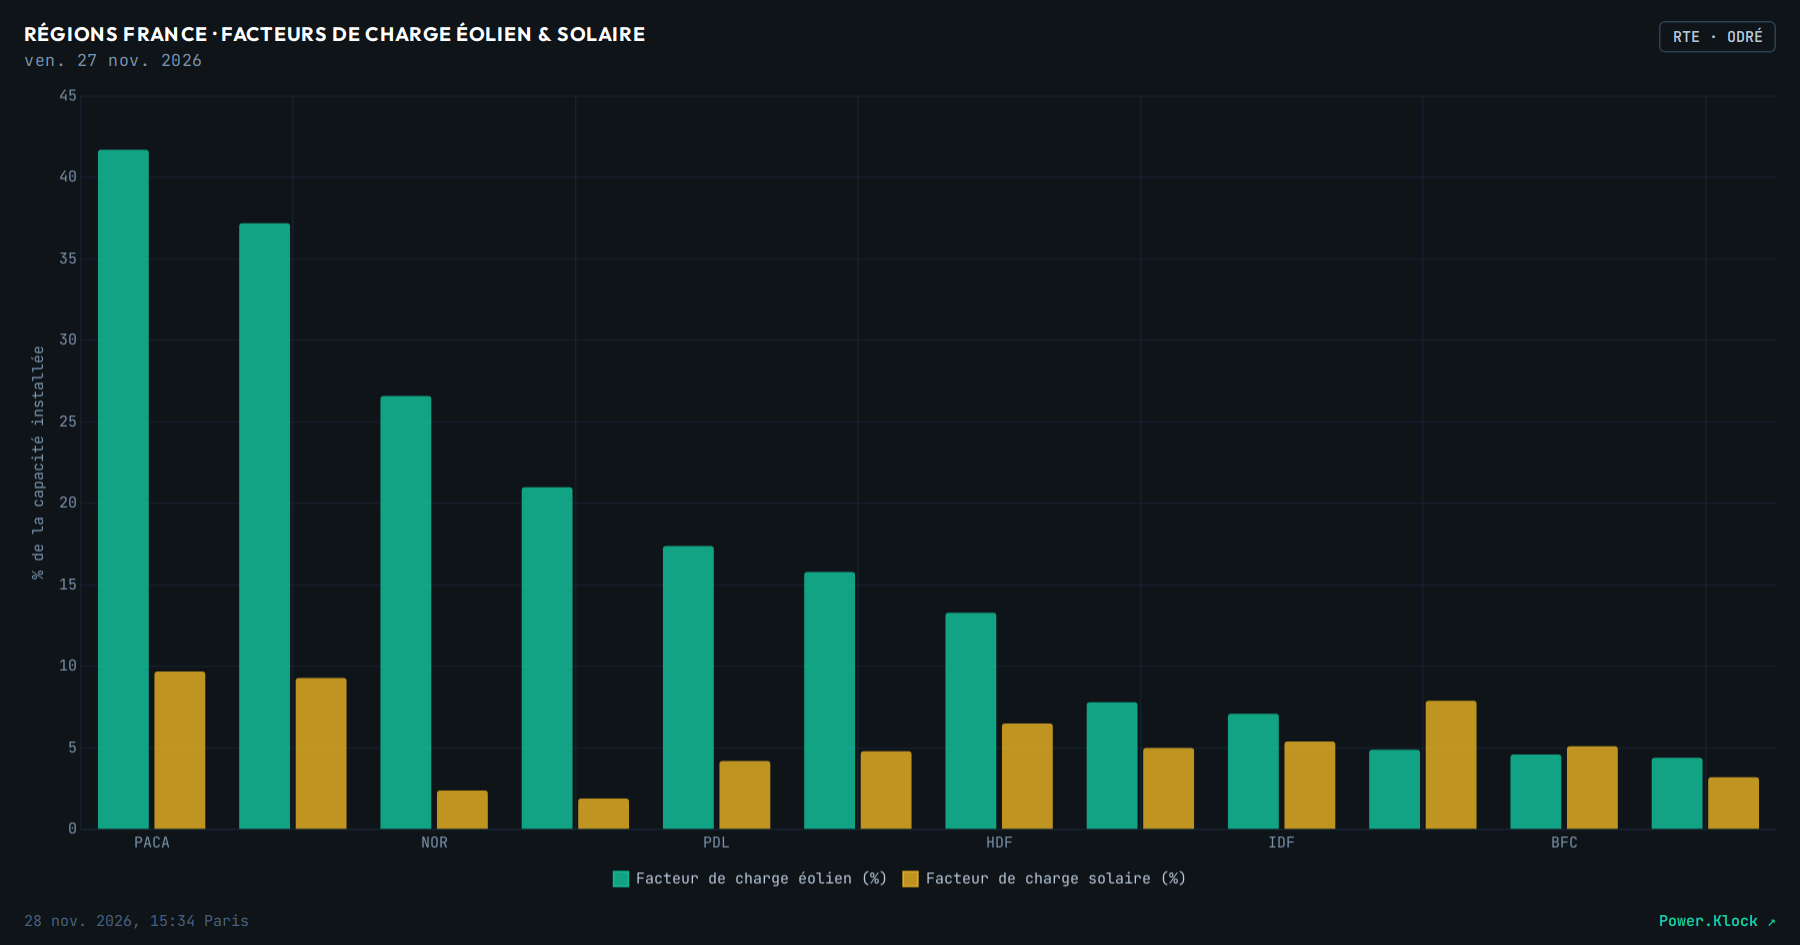 RÉGIONS FRANCE · FACTEURS DE CHARGE ÉOLIEN & SOLAIRE
ven. 27 nov. 2026
RTE · ODRÉ
% de la capacité installée
45
40
35
30
25
20
15
10
5
0
PACA NOR PDL HDF IDF BFC
Facteur de charge éolien (%) Facteur de charge solaire (%)
28 nov. 2026, 15:34 Paris
Power.Klock ↗